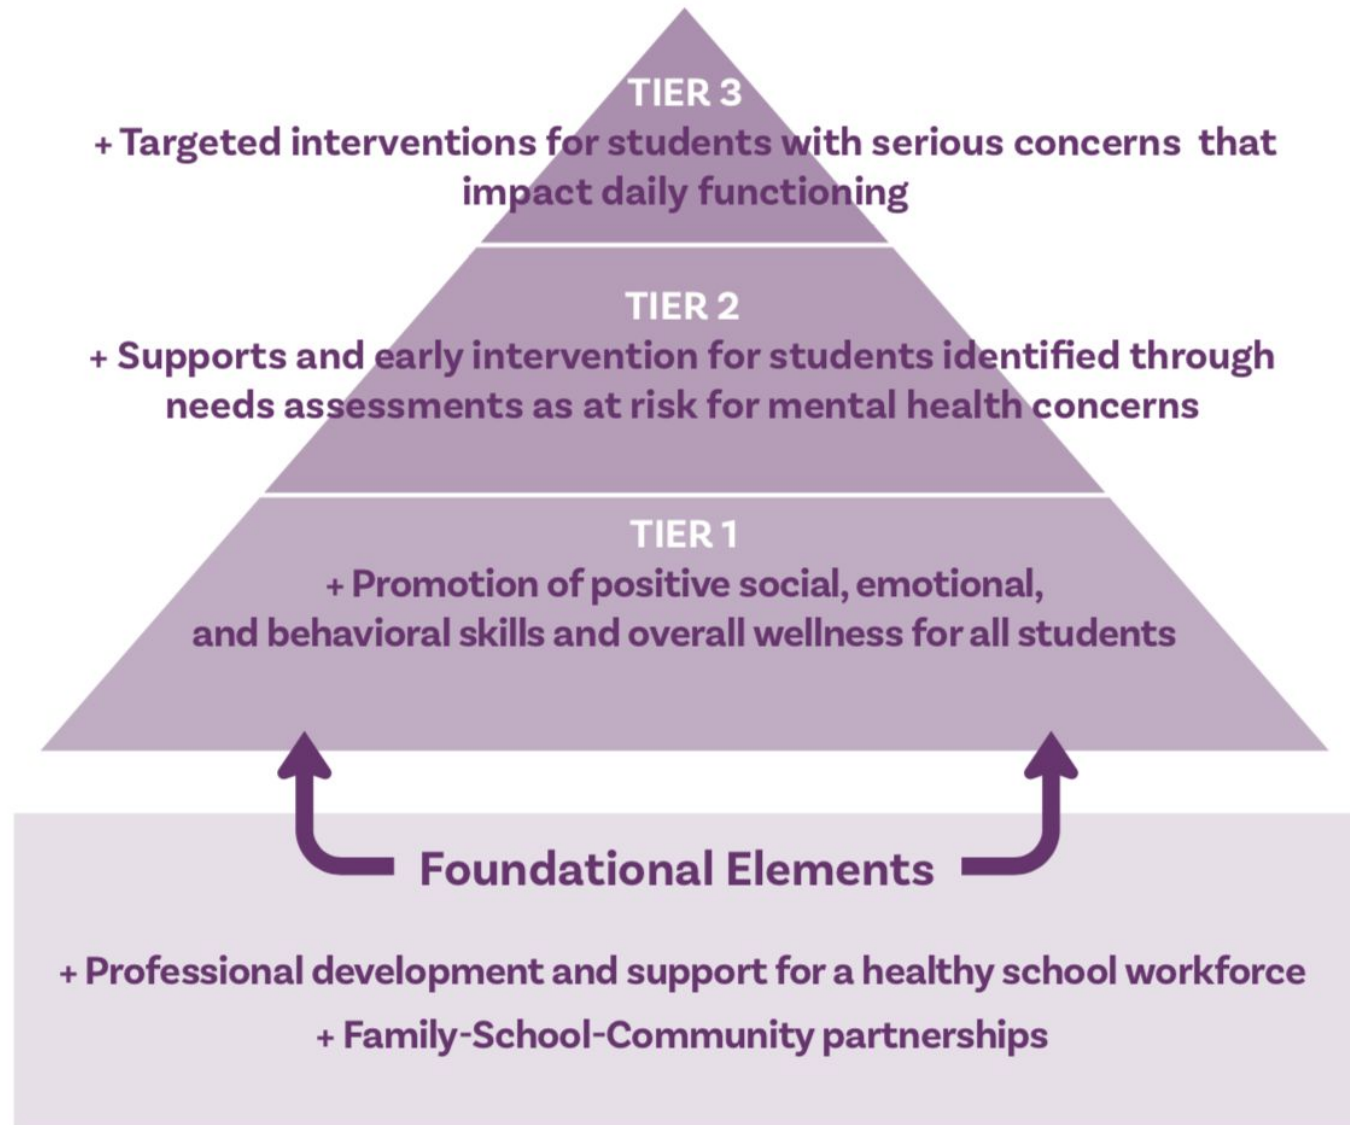 TIER 3
+ Targeted interventions for students with serious concerns that
impact daily functioning
TIER 2
+ Supports and early intervention for students identified through
needs assessments as at risk for mental health concerns
TIER 1
+ Promotion of positive social, emotional,
and behavioral skills and overall wellness for all students
Foundational Elements
+ Professional development and support for a healthy school workforce
+ Family-School-Community partnerships